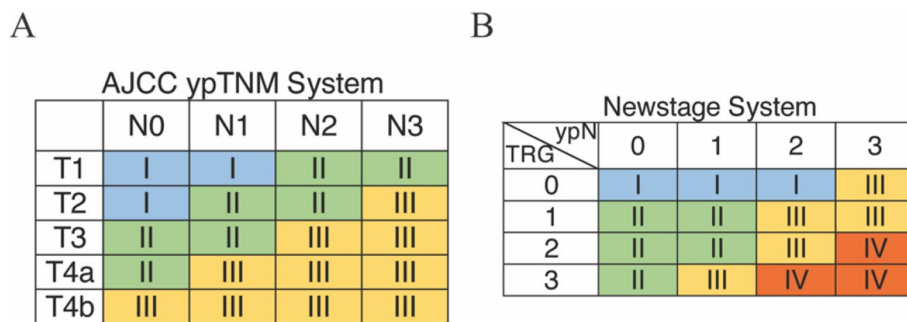 A
AJCC ypTNM System
N0 N1 N2 N3
T1 I I II II
T2 I II II III
T3 II II III III
T4a II III III III
T4b III III III III
B
Newstage System
ypN
TRG 0 1 2 3
0 I I I III
1 II II III III
2 II II III IV
3 II III IV IV